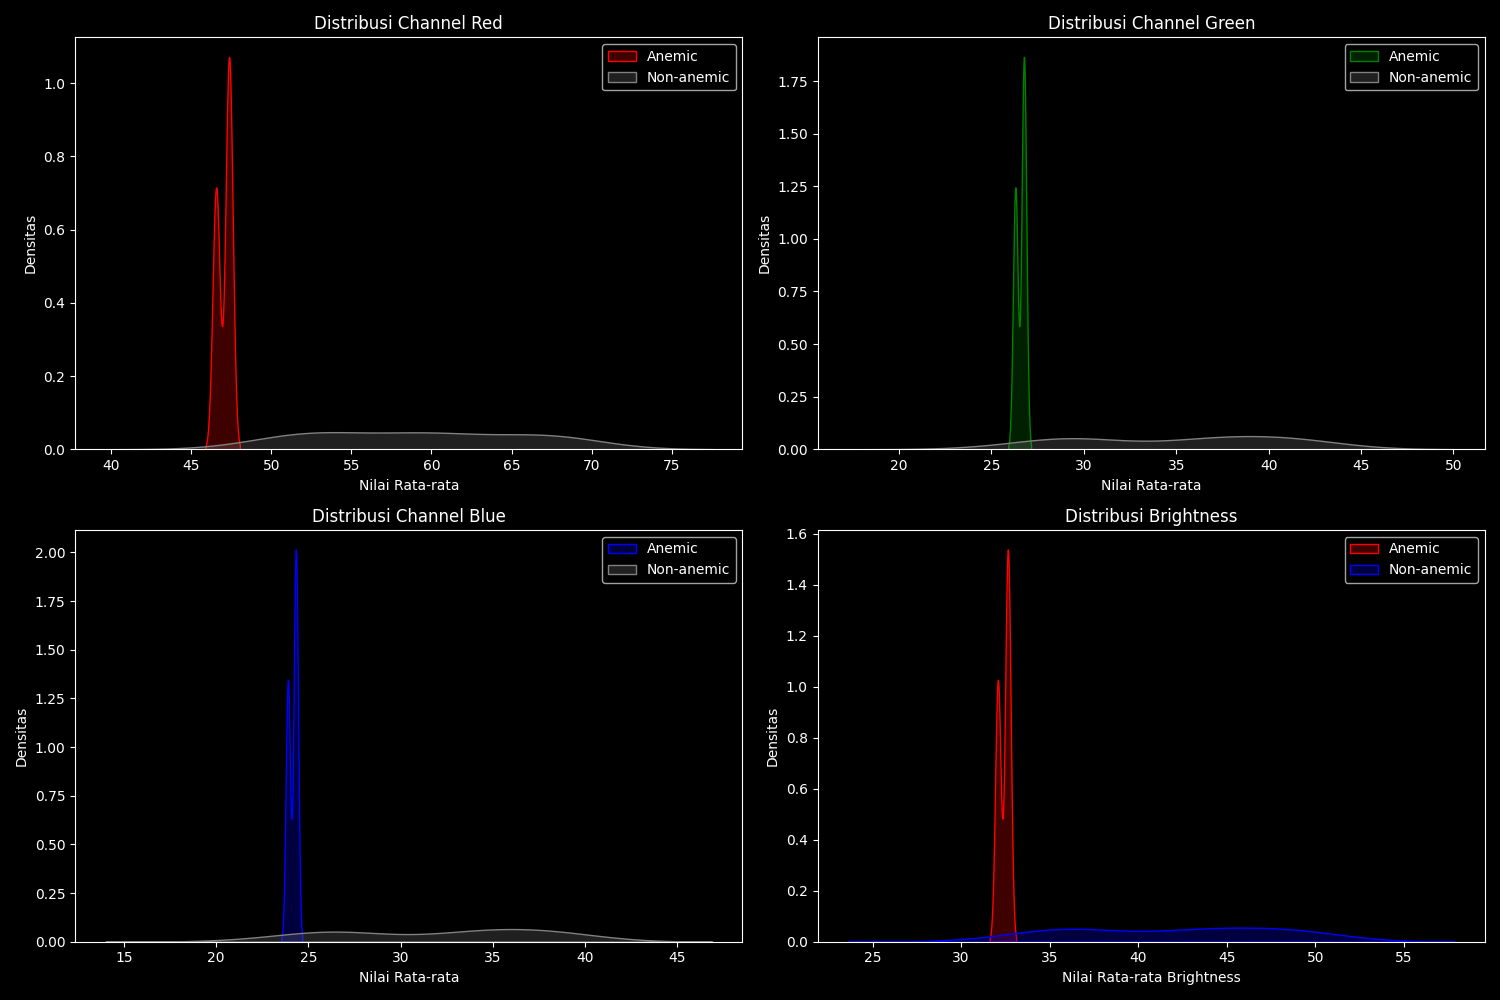 Distribusi Channel Red
Anemic
Non-anemic
1.0
0.8
0.6
0.4
0.2
0.0
Densitas
40 45 50 55 60 65 70 75
Nilai Rata-rata
Distribusi Channel Green
Anemic
Non-anemic
1.75
1.50
1.25
1.00
0.75
0.50
0.25
0.00
Densitas
20 25 30 35 40 45 50
Nilai Rata-rata
Distribusi Channel Blue
Anemic
Non-anemic
2.00
1.75
1.50
1.25
1.00
0.75
0.50
0.25
0.00
Densitas
15 20 25 30 35 40 45
Nilai Rata-rata
Distribusi Brightness
Anemic
Non-anemic
1.6
1.4
1.2
1.0
0.8
0.6
0.4
0.2
0.0
Densitas
25 30 35 40 45 50 55
Nilai Rata-rata Brightness